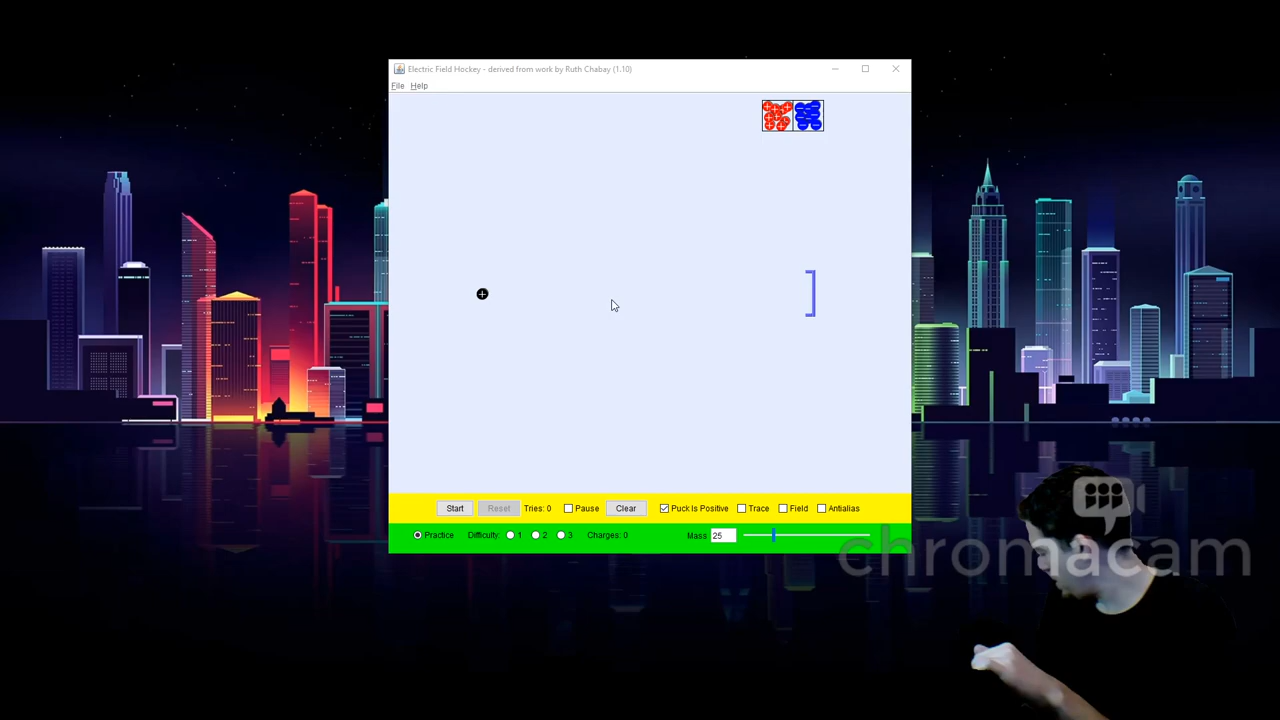 Electric Field Hockey - derived from work by Ruth Chabay (1.10)
File Help
Start Reset Tries: 0 Pause Clear Puck Is Positive Trace Field Antialias
Practice Difficulty: 1 2 3 Charges: 0 Mass 25
chromacam